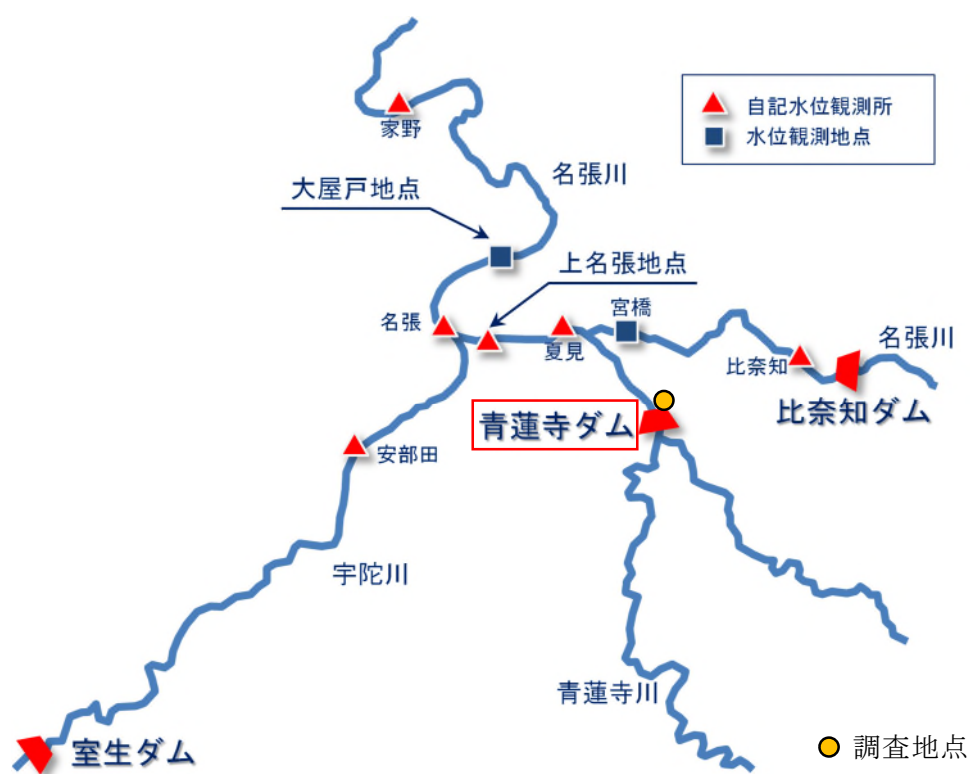 自記水位観測所
水位観測地点
家野
名張川
大屋戸地点
上名張地点
宮橋
名張
夏見
名張川
比奈知
比奈知ダム
青蓮寺ダム
安部田
宇陀川
青蓮寺川
室生ダム
調査地点